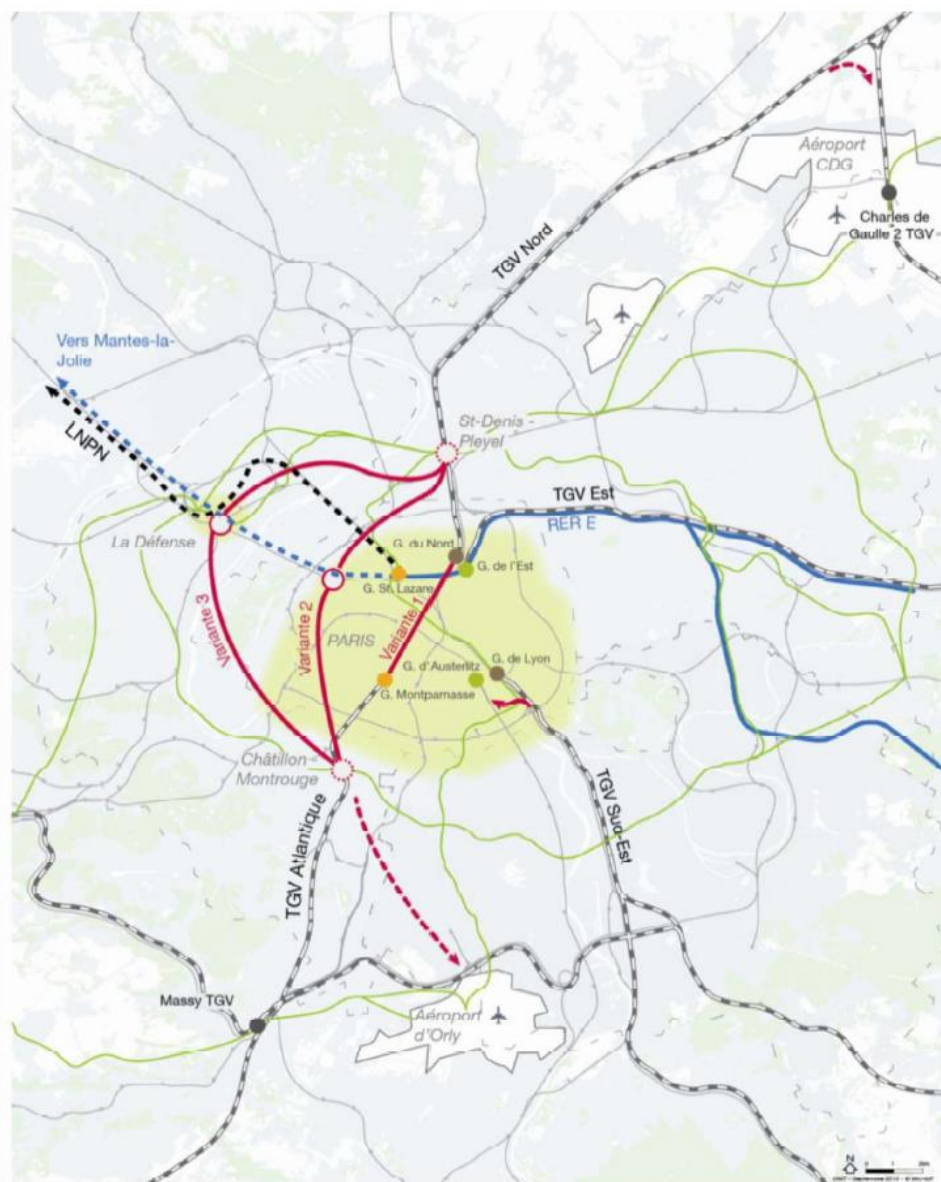 Aéroport
CDG
Charles de
Gaulle 2 TGV
TGV Nord
Vers Mantes-la-
Jolie
LNPN
St-Denis -
Pleyel
TGV Est
RER E
La Défense
G. du Nord
G. de l'Est
G. St. Lazare
Variante 3
Variante 2
Variante 1
PARIS
G. de Lyon
G. d'Austerlitz
G. Montparnasse
Châtillon -
Montrouge
TGV Atlantique
TGV Sud-Est
Massy TGV
Aéroport
d'Orly
N
0
1